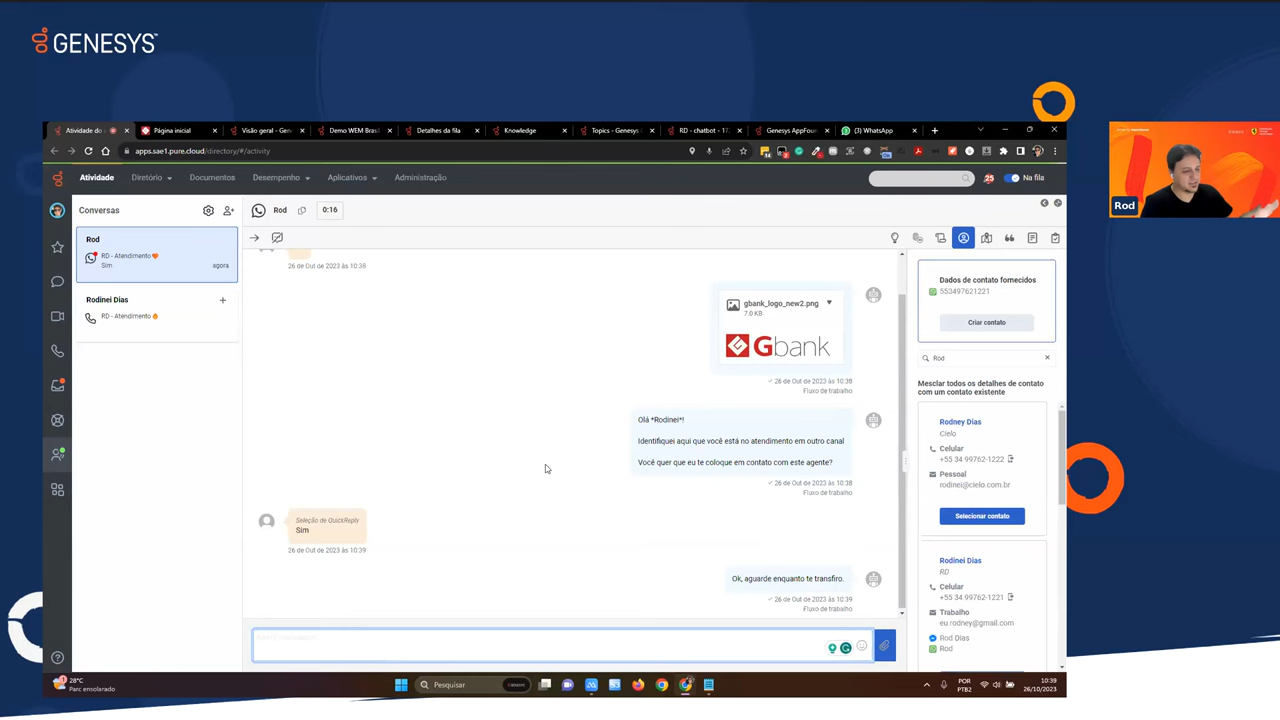 GENESYS
Atividade do
Página inicial
Visão geral - Gen
Demo WEM Bras
Detalhes da fila
Knowledge
Topics - Genesys
RD - chatbot - 17
Genesys AppFoun
(3) WhatsApp
apps.sae1.pure.cloud/directory/#/activity
Atividade
Diretório
Documentos
Desempenho
Aplicativos
Administração
25
Na fila
Conversas
Rod
0:16
Rod
RD - Atendimento
Sim
agora
Rodinei Dias
RD - Atendimento
26 de Out de 2023 às 10:38
gbank_logo_new2.png
7.0 KB
Gbank
26 de Out de 2023 às 10:38
Fluxo de trabalho
Olá *Rodinei*!
Identifiquei aqui que você está no atendimento em outro canal
Você quer que eu te coloque em contato com este agente?
26 de Out de 2023 às 10:38
Fluxo de trabalho
Seleção de QuickReply
Sim
26 de Out de 2023 às 10:39
Ok, aguarde enquanto te transfiro.
26 de Out de 2023 às 10:39
Fluxo de trabalho
Dados de contato fornecidos
553497621221
Criar contato
Rod
Mesclar todos os detalhes de contato
com um contato existente
Rodney Dias
Cielo
Celular
+55 34 99762-1222
Pessoal
rodinei@cielo.com.br
Selecionar contato
Rodinei Dias
RD
Celular
+55 34 99762-1221
Trabalho
eu.rodney@gmail.com
Rod Dias
Rod
28°C
Parc ensolarado
Pesquisar
POR
PTB2
10:39
26/10/2023
Rod